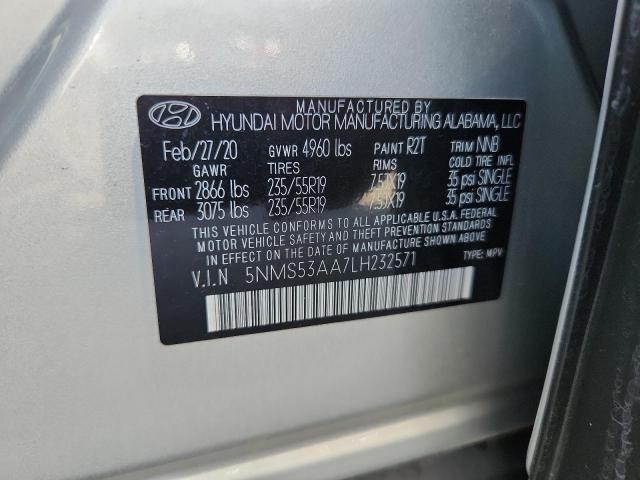 MANUFACTURED BY
HYUNDAI MOTOR MANUFACTURING ALABAMA, LLC
Feb/27/20 GVWR 4960 lbs PAINT R2T TRIM NNB
GAWR TIRES RIMS COLD TIRE INFL
FRONT 2866 lbs 235/55R19 7.5JX19 35 psi SINGLE
REAR 3075 lbs 235/55R19 7.5JX19 35 psi SINGLE
THIS VEHICLE CONFORMS TO ALL APPLICABLE U.S.A. FEDERAL
MOTOR VEHICLE SAFETY AND THEFT PREVENTION STANDARDS IN
EFFECT ON THE DATE OF MANUFACTURE SHOWN ABOVE.
V.I.N 5NMS53AA7LH232571 TYPE: MPV